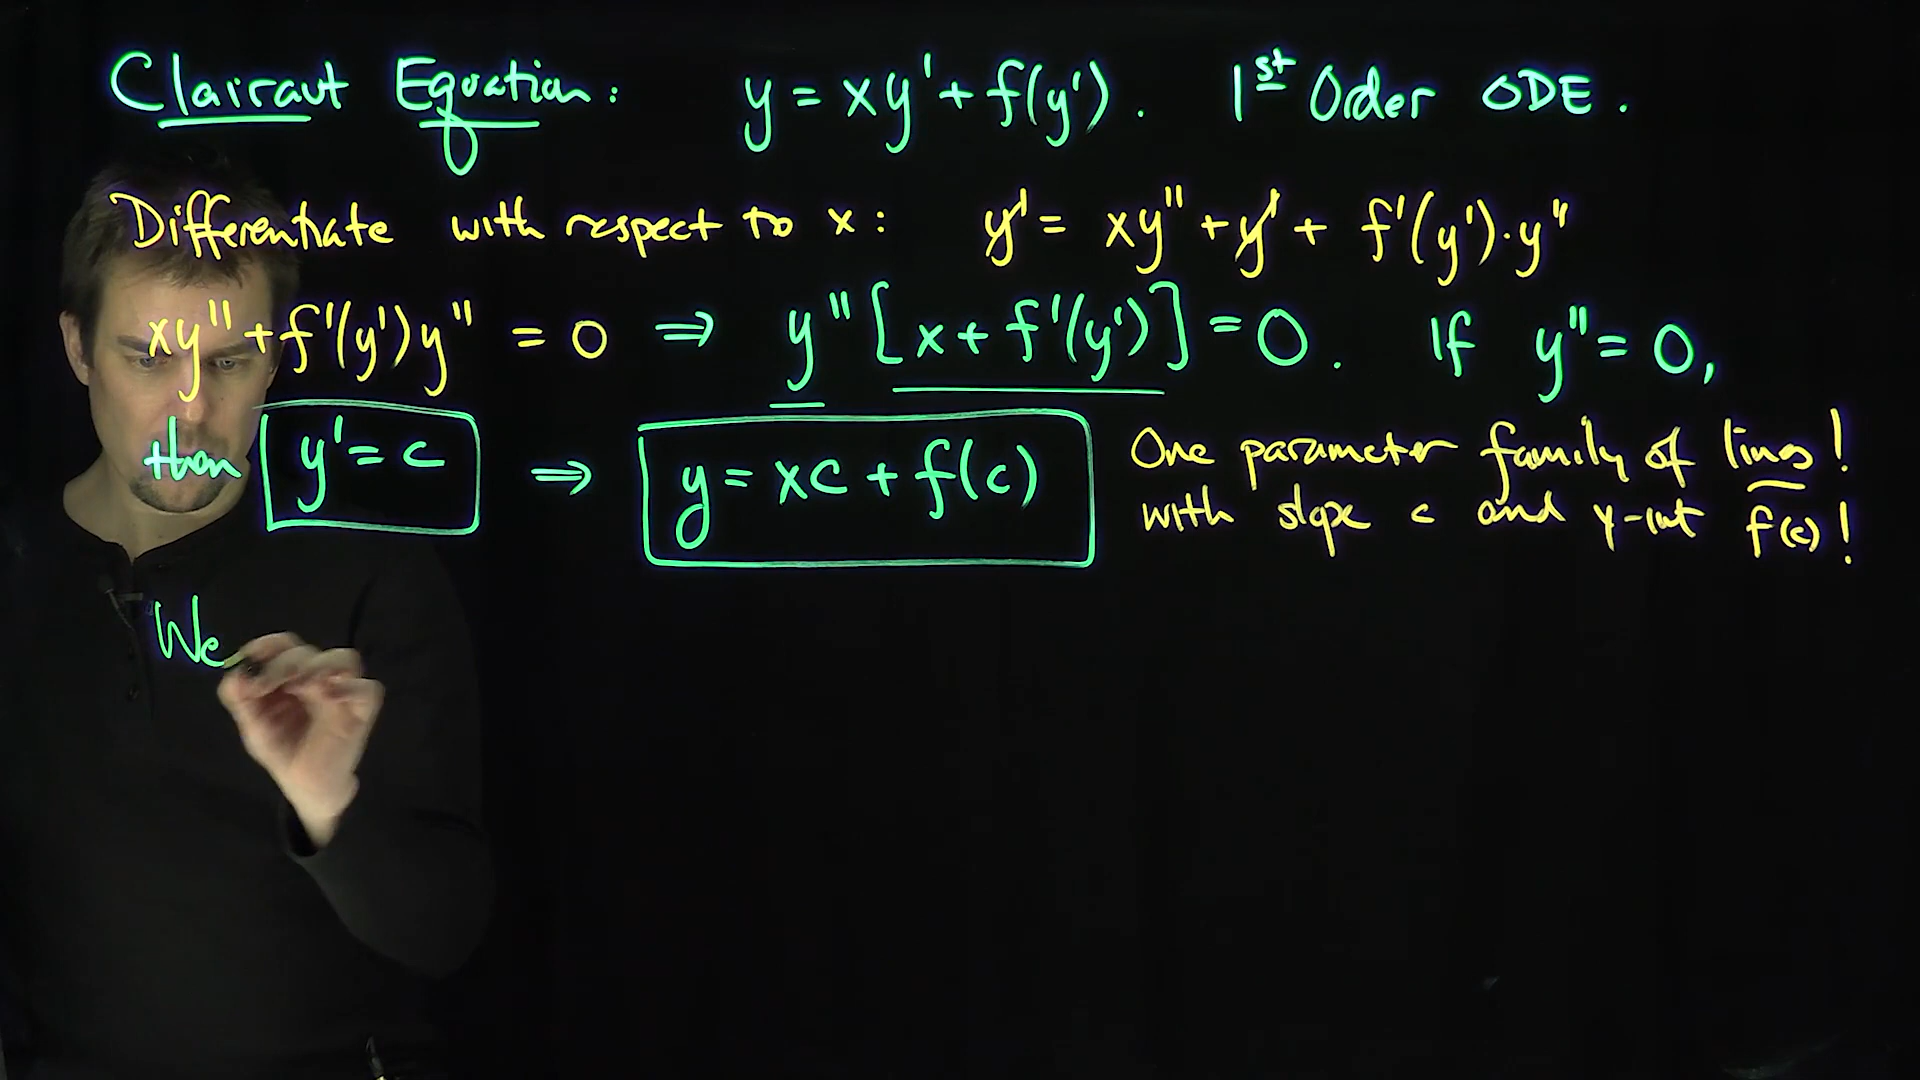 Clairaut Equation: y = xy' + f(y'). 1st Order ODE.
Differentiate with respect to x: y' = xy'' + y' + f'(y')·y''
xy'' + f'(y')y'' = 0 ⇒ y''[x + f'(y')] = 0. If y'' = 0,
then y' = c ⇒ y = xc + f(c) One parameter family of lines!
with slope c and y-int f(c)!
We